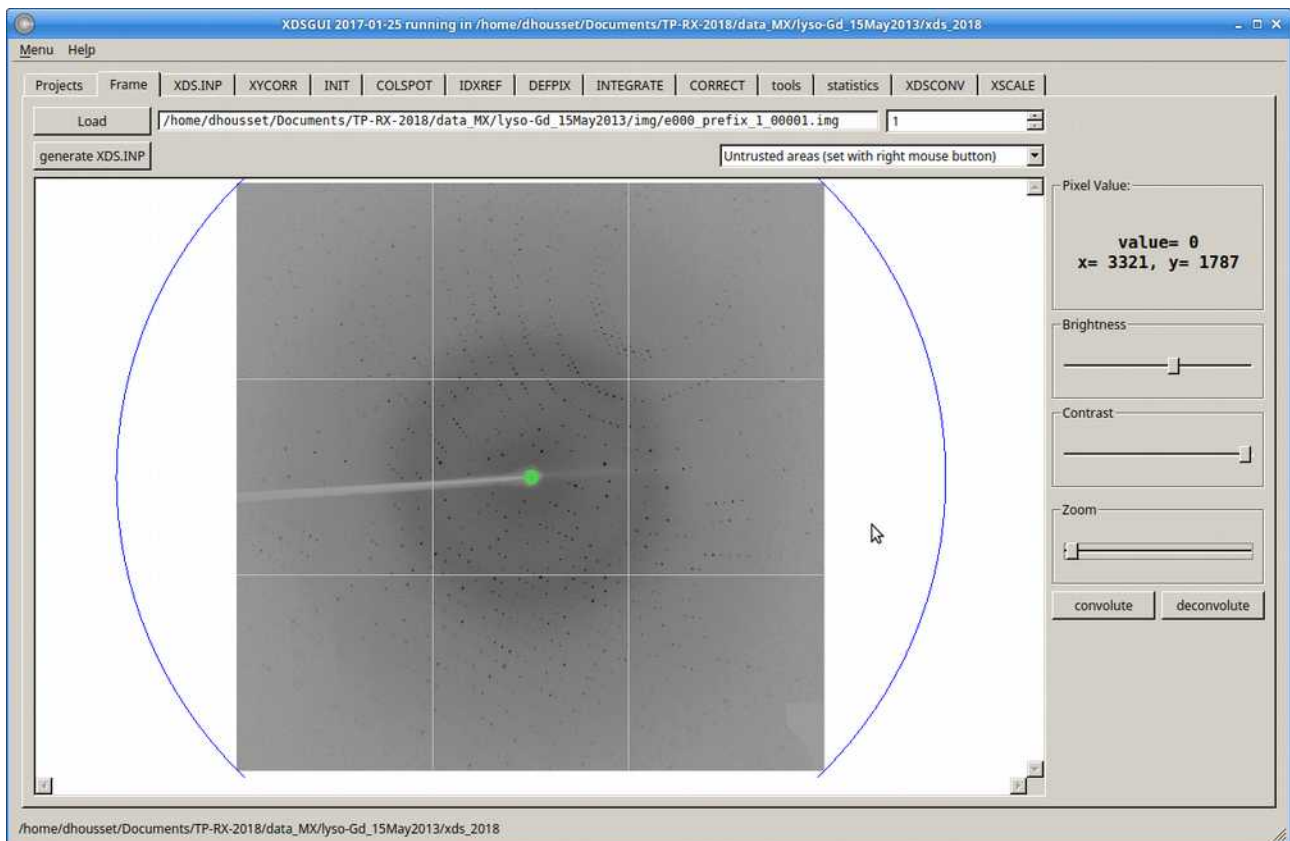 XDSGUI 2017-01-25 running in /home/dhousset/Documents/TP-RX-2018/data_MX/lyso-Gd_15May2013/xds_2018
Menu Help
Projects Frame XDS.INP XYCORR INIT COLSPOT IDXREF DEFPIX INTEGRATE CORRECT tools statistics XDSCONV XSCALE
Load /home/dhousset/Documents/TP-RX-2018/data_MX/lyso-Gd_15May2013/img/e000_prefix_1_00001.img 1
generate XDS.INP Untrusted areas (set with right mouse button)
Pixel Value:
value= 0
x= 3321, y= 1787
Brightness
Contrast
Zoom
convolute deconvolute
/home/dhousset/Documents/TP-RX-2018/data_MX/lyso-Gd_15May2013/xds_2018